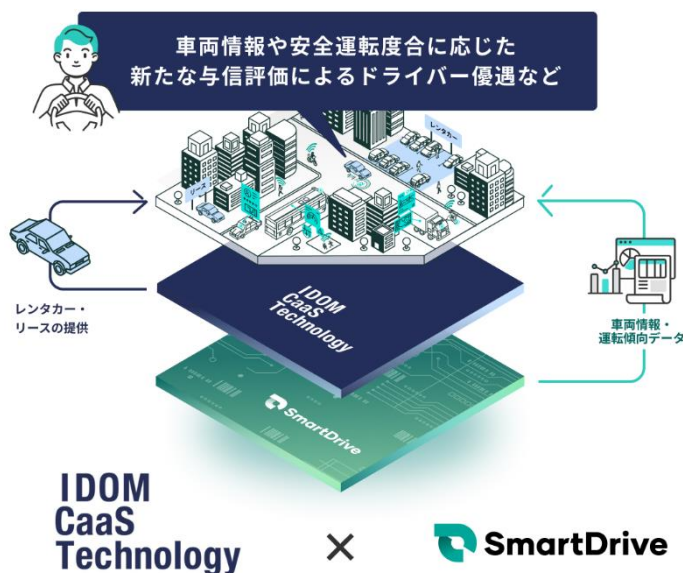 車両情報や安全運転度合に応じた
新たな与信評価によるドライバー優遇など
レンタカー
リース
レンタカー・
リースの提供
車両情報・
運転傾向データ
IDOM
CaaS
Technology
SmartDrive
IDOM
CaaS
Technology
×
SmartDrive